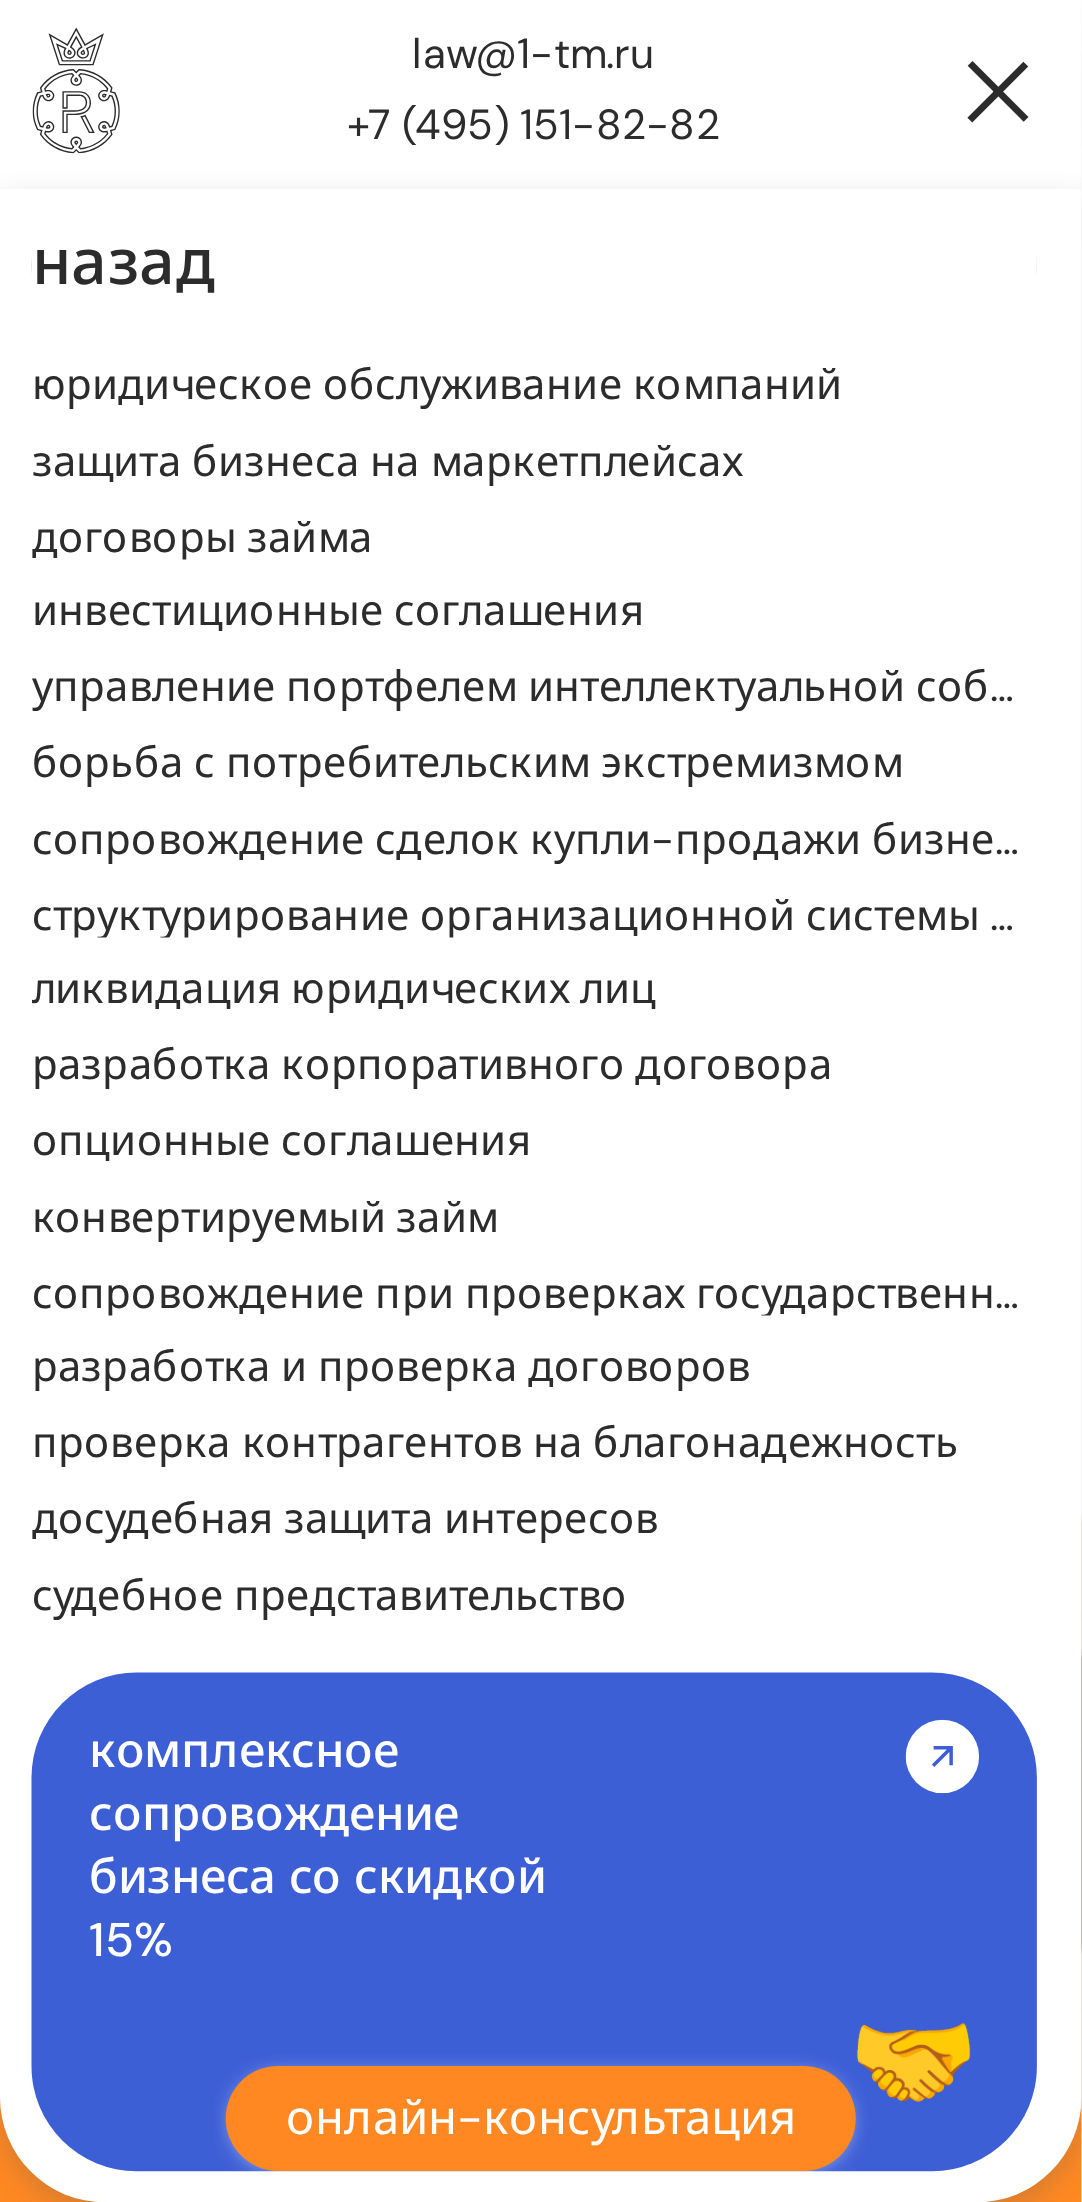 law@1-tm.ru
+7 (495) 151-82-82
R
назад
юридическое обслуживание компаний
защита бизнеса на маркетплейсах
договоры займа
инвестиционные соглашения
управление портфелем интеллектуальной соб...
борьба с потребительским экстремизмом
сопровождение сделок купли-продажи бизне...
структурирование организационной системы ...
ликвидация юридических лиц
разработка корпоративного договора
опционные соглашения
конвертируемый займ
сопровождение при проверках государственн...
разработка и проверка договоров
проверка контрагентов на благонадежность
досудебная защита интересов
судебное представительство
комплексное
сопровождение
бизнеса со скидкой
15%
онлайн-консультация